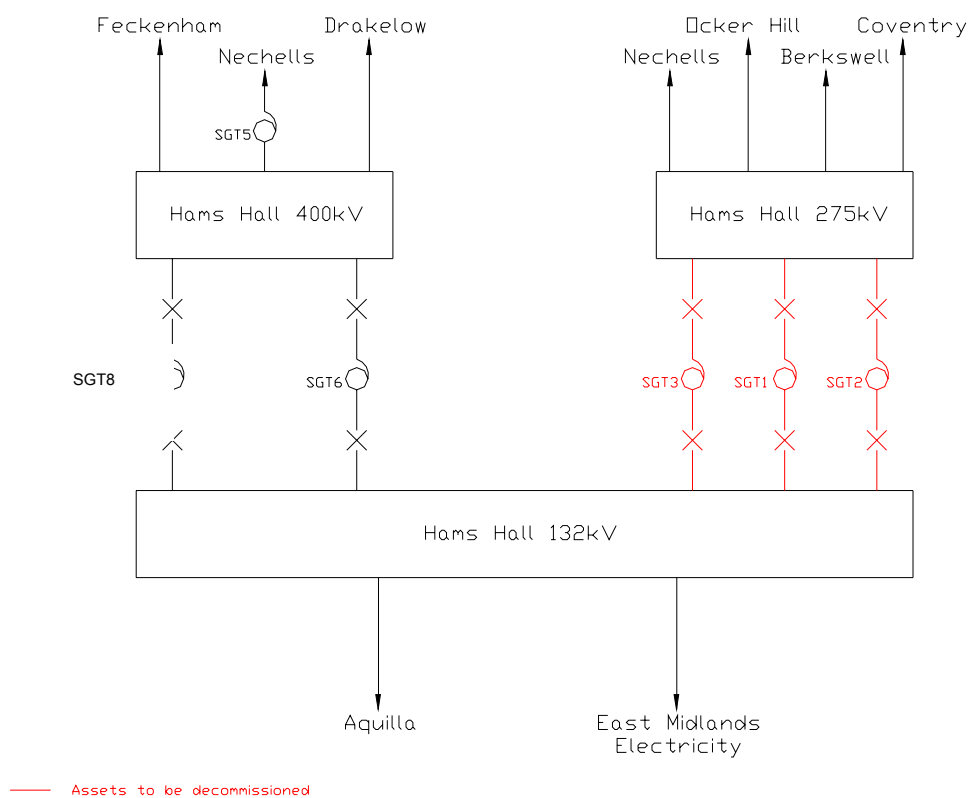 Feckenham
Drakelow
Ocker Hill
Coventry
Nechells
Nechells
Berkswell
SGT5
Hams Hall 400kV
Hams Hall 275kV
SGT8
SGT6
SGT3
SGT1
SGT2
Hams Hall 132kV
Aquilla
East Midlands
Electricity
Assets to be decommissioned